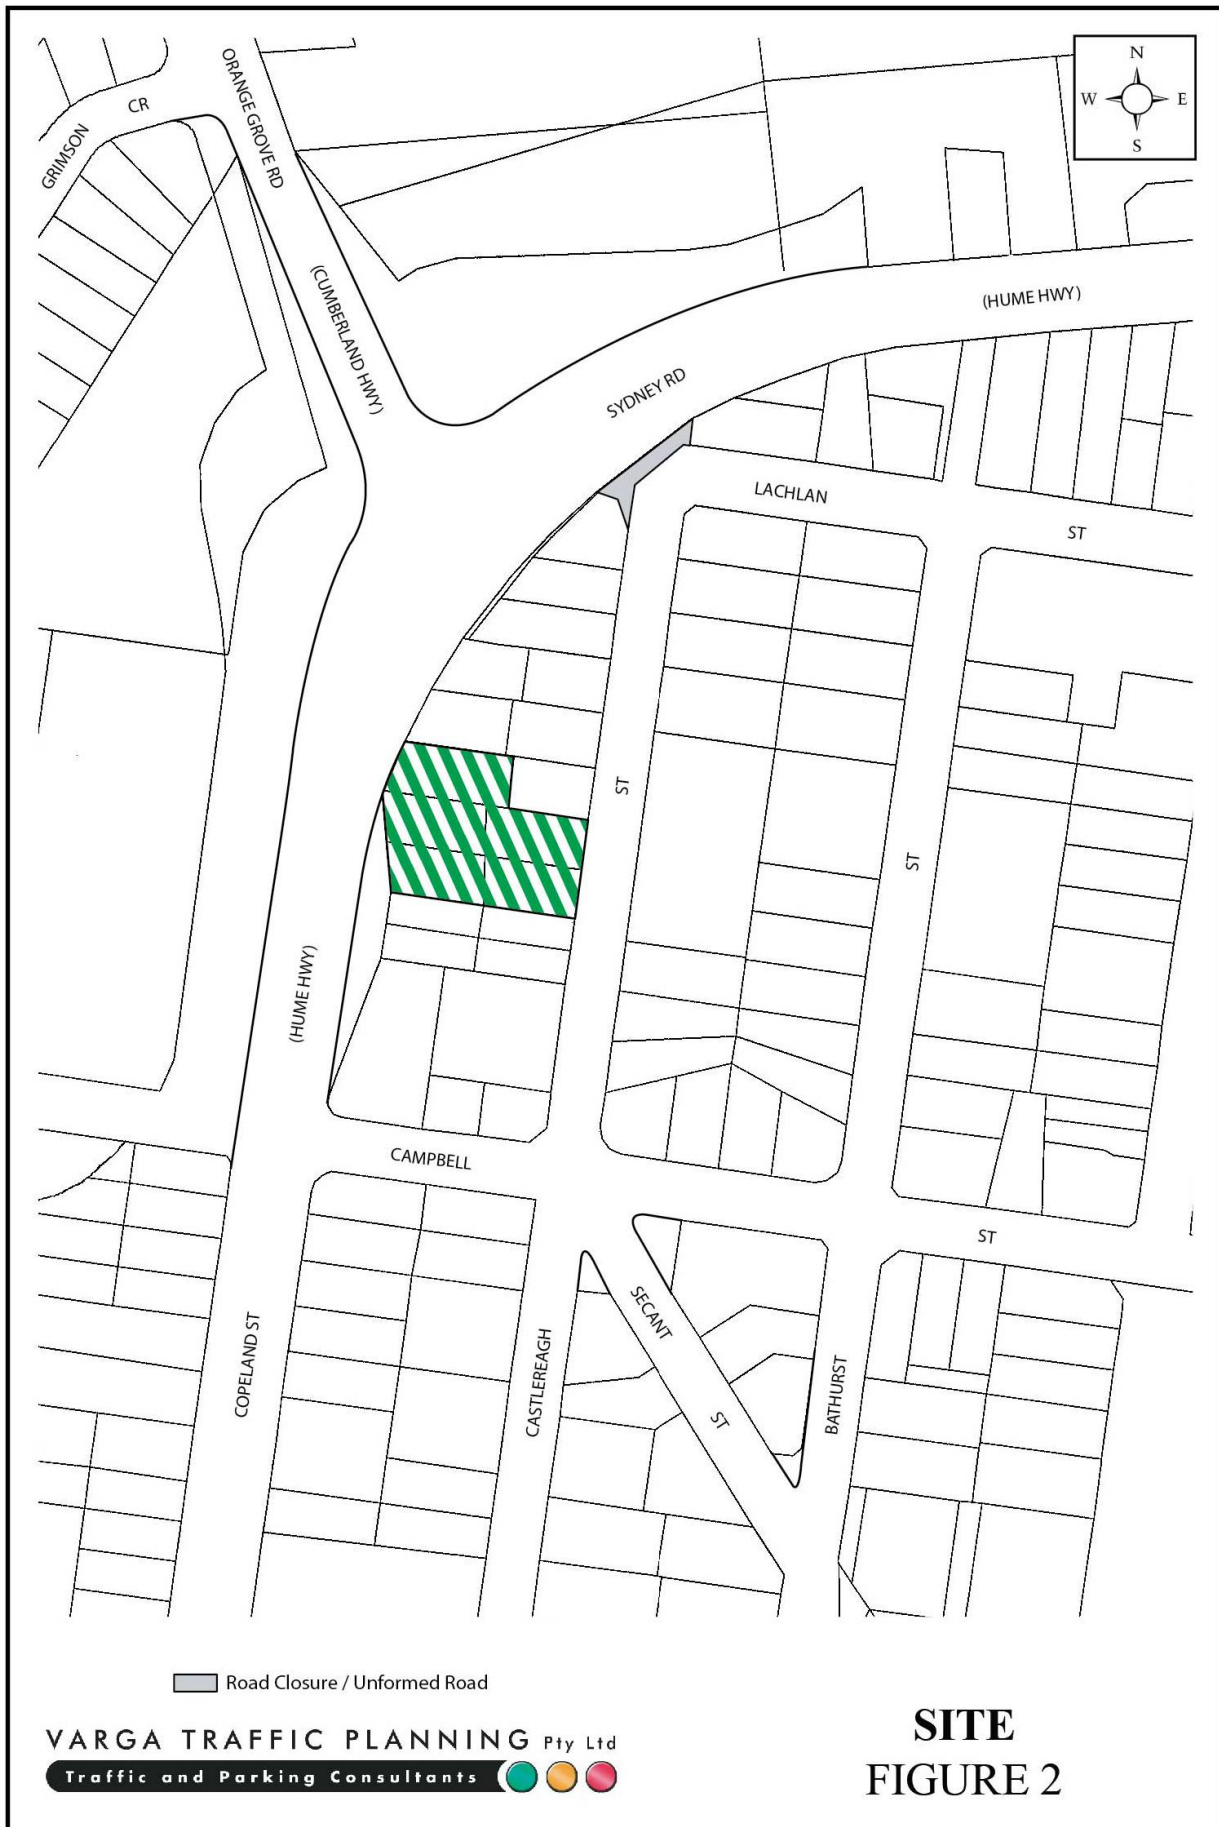 N
W E
S
ORANGE GROVE RD
CR
GRIMSON
(CUMBERLAND HWY)
(HUME HWY)
SYDNEY RD
LACHLAN
ST
ST
ST
(HUME HWY)
CAMPBELL
ST
SECANT
ST
COPELAND ST
CASTLEREAGH
BATHURST
Road Closure / Unformed Road
VARGA TRAFFIC PLANNING Pty Ltd
Traffic and Parking Consultants
SITE
FIGURE 2